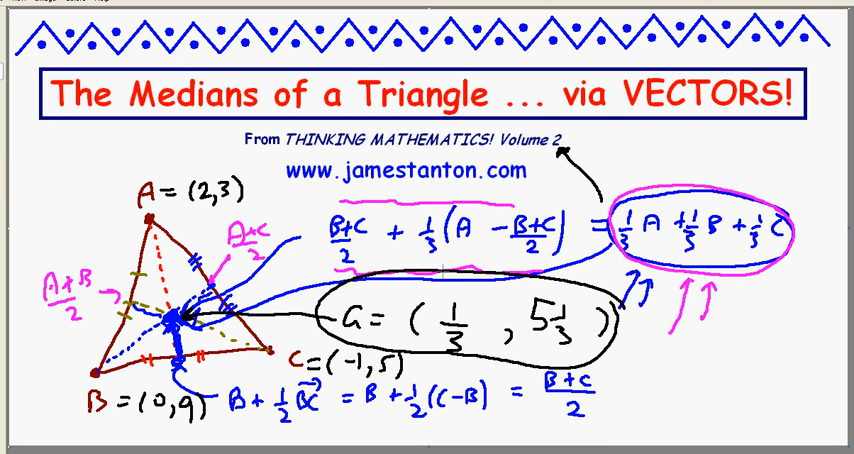 The Medians of a Triangle ... via VECTORS!
From THINKING MATHEMATICS! Volume 2
www.jamestanton.com
A = (2,3)
A+C/2
B+C/2 + 1/3 (A - B+C/2) = 1/3 A + 1/3 B + 1/3 C
A+B/2
G = ( 1/3 , 5 1/3 )
C = (-1,5)
B = (0,9)
B + 1/2 BC = B + 1/2 (C-B) = B+C/2